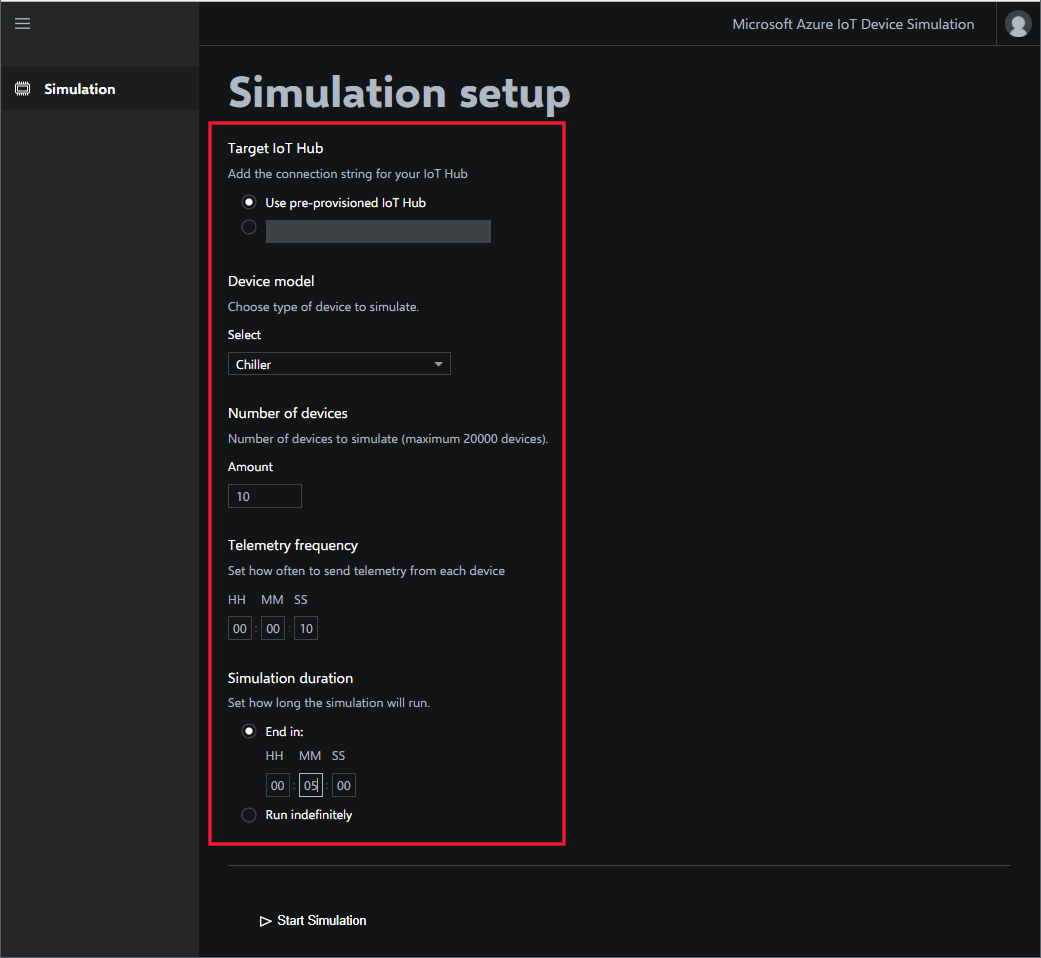 Microsoft Azure IoT Device Simulation
Simulation
Simulation setup
Target IoT Hub
Add the connection string for your IoT Hub
Use pre-provisioned IoT Hub
Device model
Choose type of device to simulate.
Select
Chiller
Number of devices
Number of devices to simulate (maximum 20000 devices).
Amount
10
Telemetry frequency
Set how often to send telemetry from each device
HH MM SS
00 : 00 : 10
Simulation duration
Set how long the simulation will run.
End in:
HH MM SS
00 : 05 : 00
Run indefinitely
Start Simulation